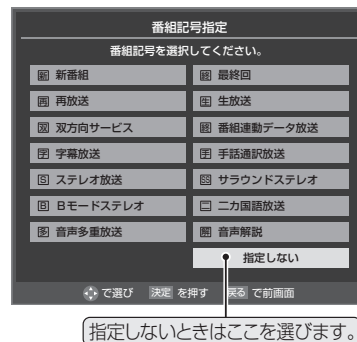 番組記号指定
番組記号を選択してください。
新 新番組
終 最終回
再 再放送
生 生放送
双 双方向サービス
番組連動データ放送
字 字幕放送
手 手話通訳放送
S ステレオ放送
SS サラウンドステレオ
B Bモードステレオ
二 二カ国語放送
多 音声多重放送
解 音声解説
指定しない
で選び 決定 を押す 戻る で前画面
指定しないときはここを選びます。